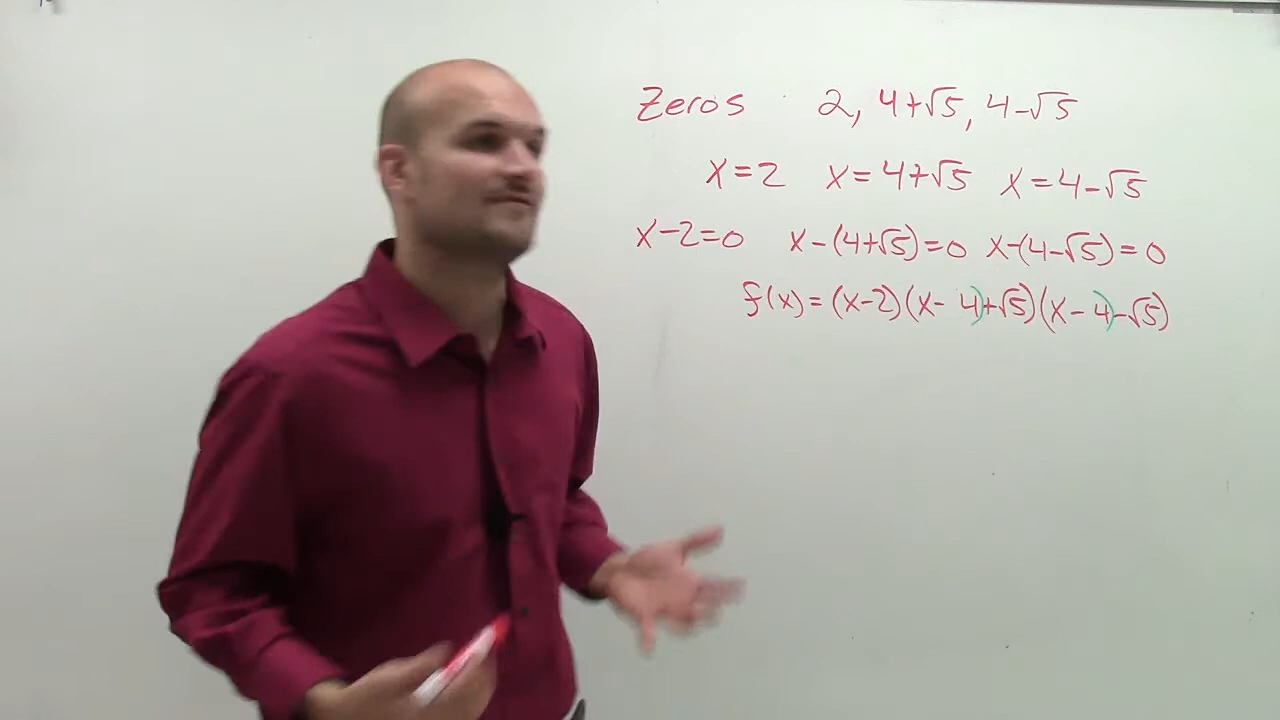 Zeros 2, 4+√5, 4-√5
x=2 x=4+√5 x=4-√5
x-2=0 x-(4+√5)=0 x-(4-√5)=0
f(x)=(x-2)(x-4)+√5)(x-4)-√5)